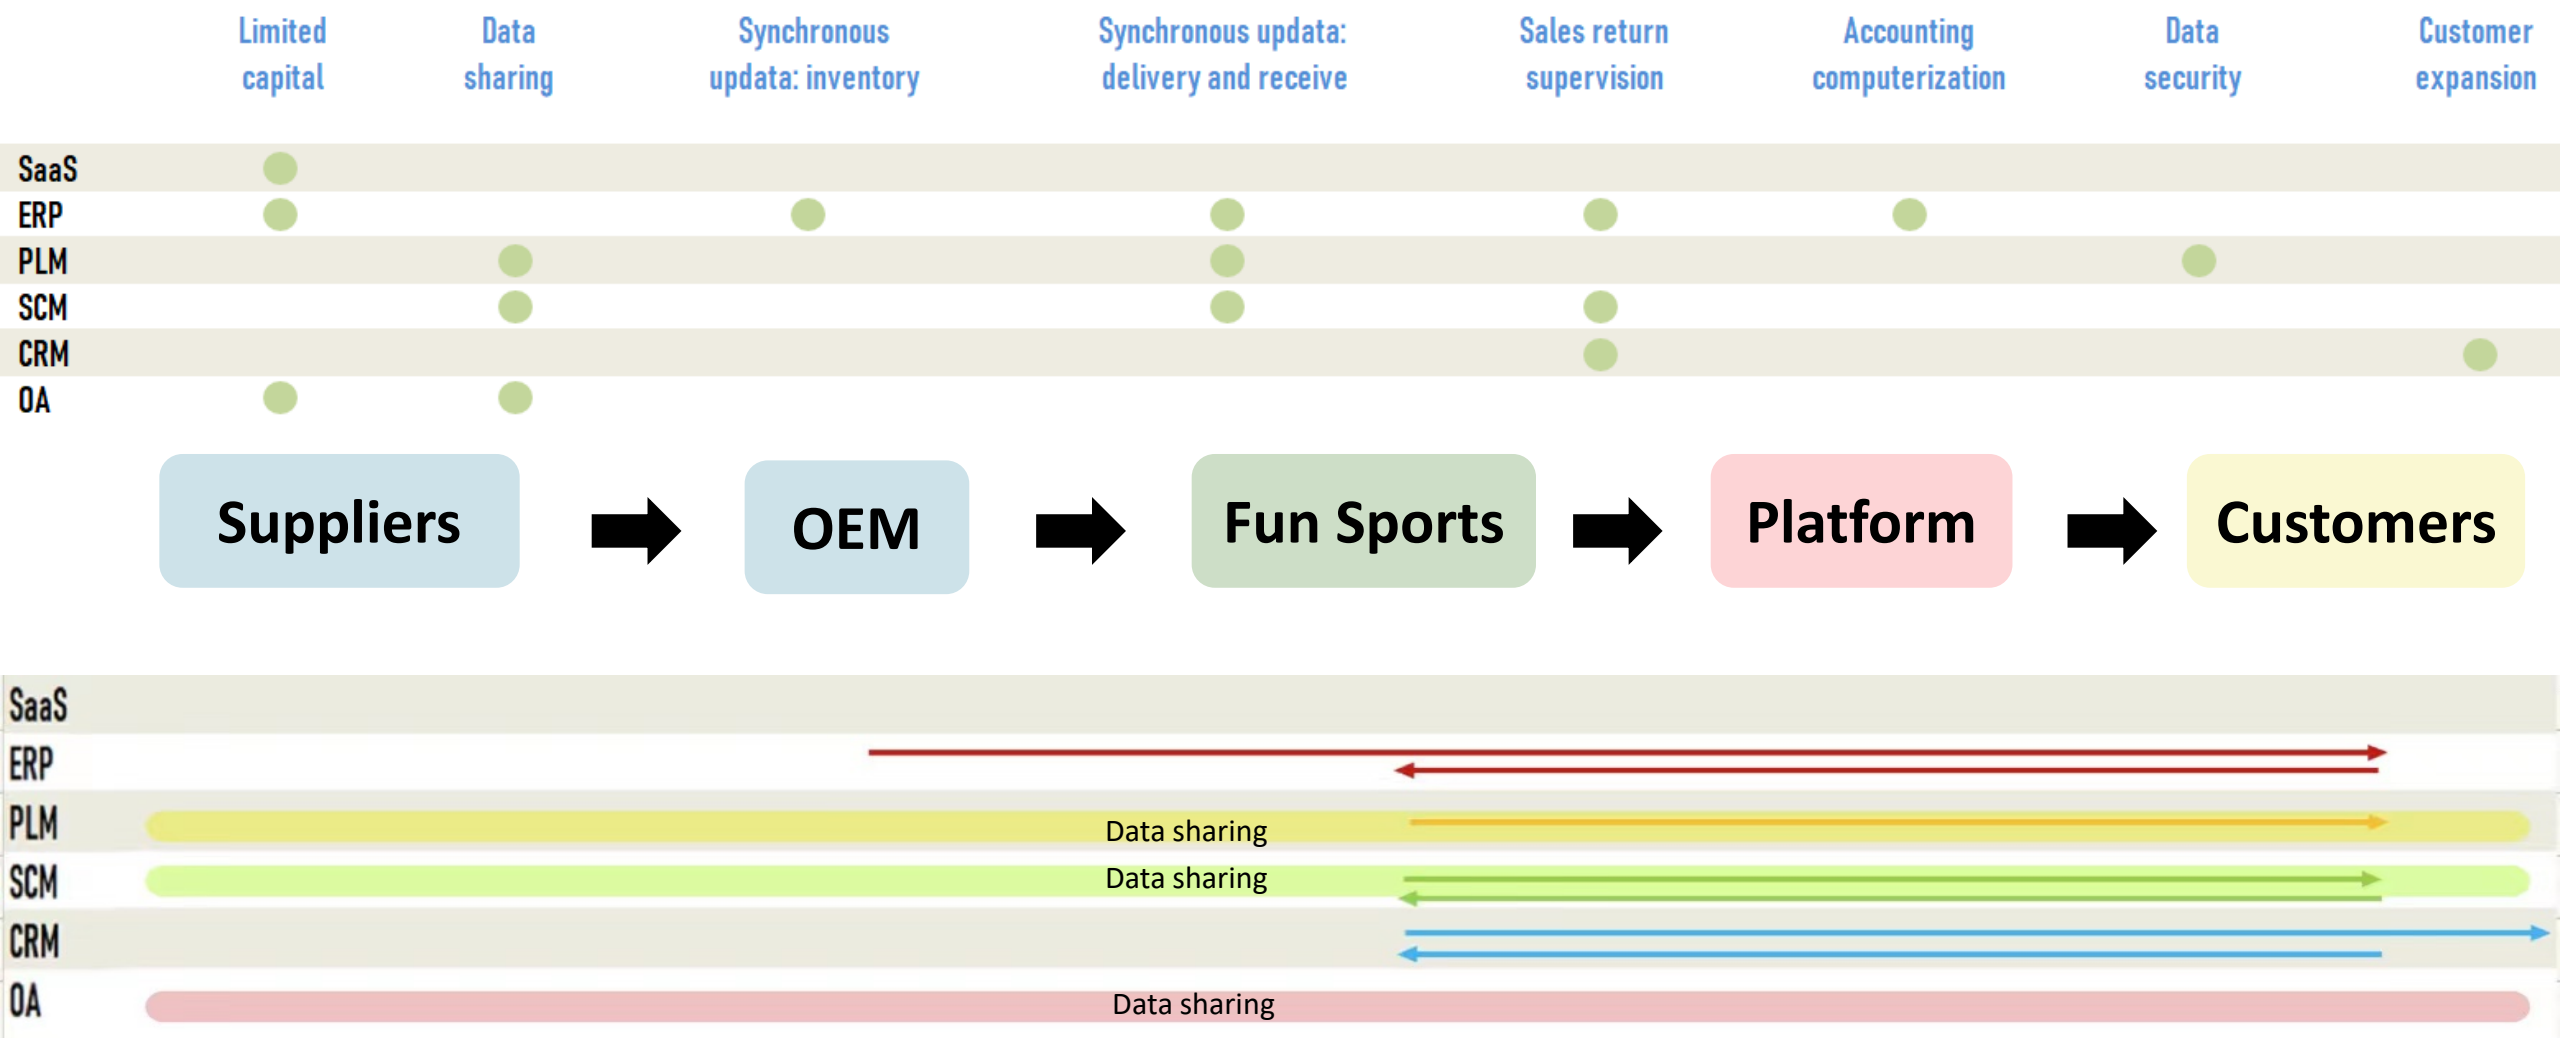 Limited
capital
Data
sharing
Synchronous
updata: inventory
Synchronous updata:
delivery and receive
Sales return
supervision
Accounting
computerization
Data
security
Customer
expansion
SaaS
ERP
PLM
SCM
CRM
OA
Suppliers
OEM
Fun Sports
Platform
Customers
SaaS
ERP
PLM
Data sharing
SCM
Data sharing
CRM
OA
Data sharing